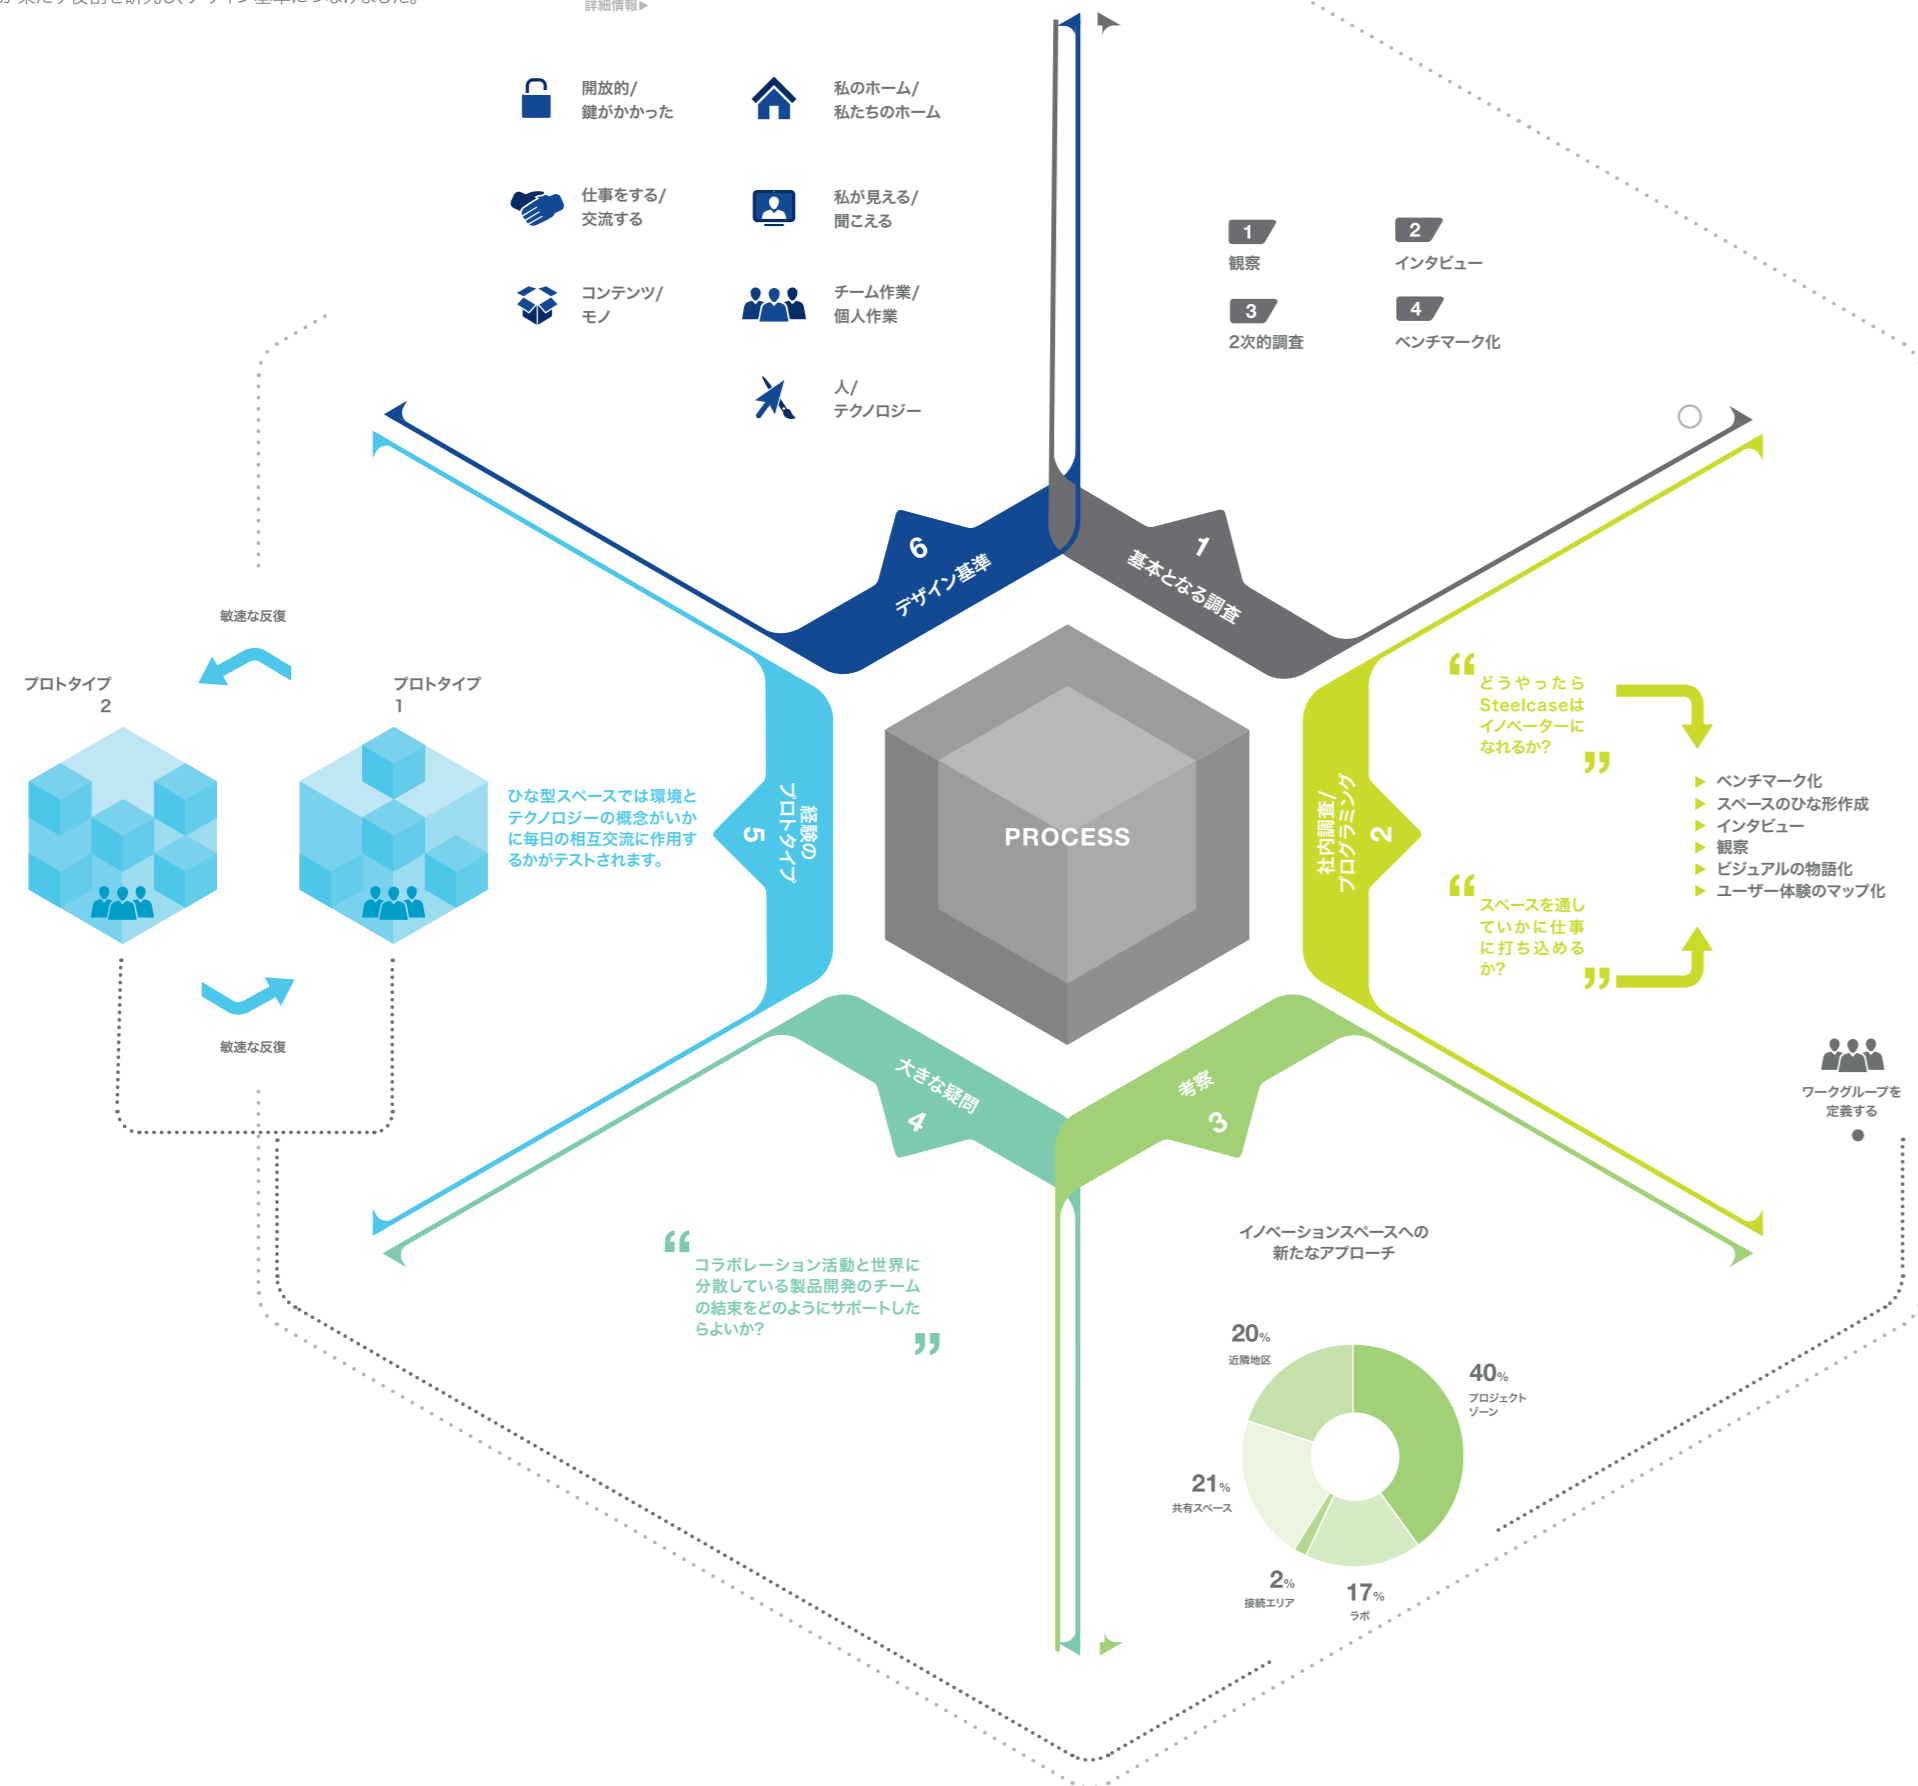 詳細情報▶
開放的/
鍵がかかった
私のホーム/
私たちのホーム
仕事をする/
交流する
私が見える/
聞こえる
コンテンツ/
モノ
チーム作業/
個人作業
人/
テクノロジー
1
観察
2
インタビュー
3
2次的調査
4
ベンチマーク化
6
デザイン基準
1
基本となる調査
敏速な反復
プロトタイプ
2
プロトタイプ
1
ひな型スペースでは環境と
テクノロジーの概念がいか
に毎日の相互交流に作用す
るかがテストされます。
敏速な反復
5
経験の
プロトタイプ
PROCESS
社内調査/
プログラミング
2
“
どうやったら
Steelcaseは
イノベーターに
なれるか?
”
“
スペースを通し
ていかに仕事
に打ち込める
か?
”
▶ ベンチマーク化
▶ スペースのひな形作成
▶ インタビュー
▶ 観察
▶ ビジュアルの物語化
▶ ユーザー体験のマップ化
ワークグループを
定義する
大きな疑問
4
考察
3
“
コラボレーション活動と世界に
分散している製品開発のチーム
の結束をどのようにサポートした
らよいか?
”
イノベーションスペースへの
新たなアプローチ
20%
近隣地区
40%
プロジェクト
ゾーン
21%
共有スペース
2%
接続エリア
17%
ラボ